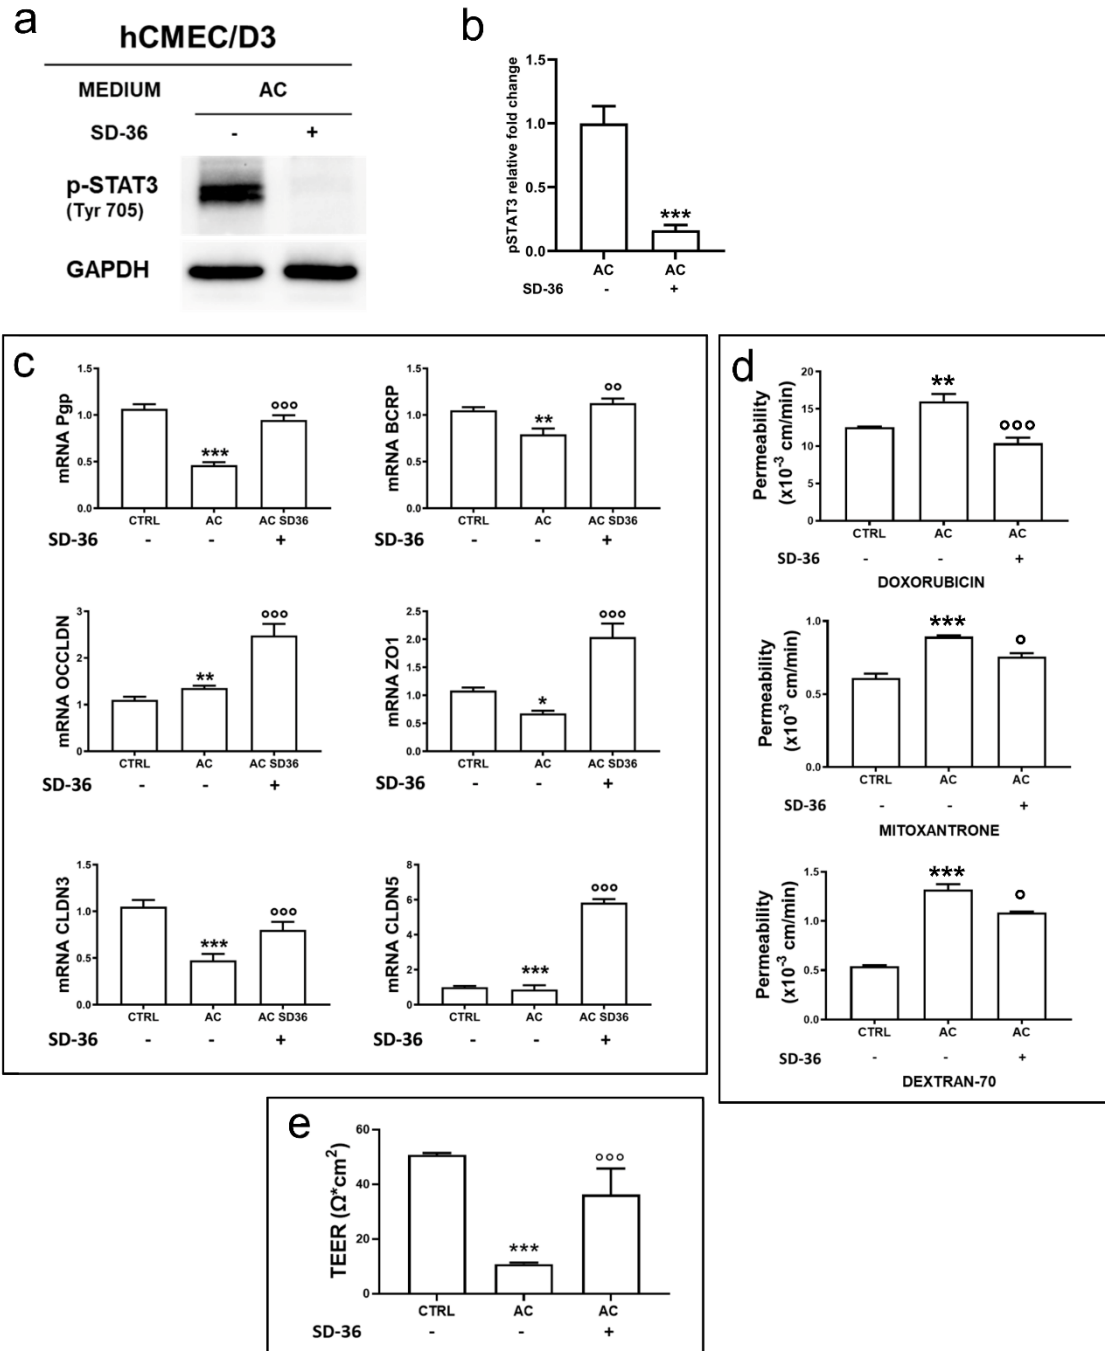 a
hCMEC/D3
MEDIUM AC
SD-36 - +
p-STAT3
(Tyr 705)
GAPDH
b
pSTAT3 relative fold change
1.5
1.0
0.5
0.0
***
AC AC
SD-36 - +
c
mRNA Pgp
1.5
1.0
0.5
0.0
***
°°°
CTRL AC AC SD36
SD-36 - - +
mRNA BCRP
1.5
1.0
0.5
0.0
**
°°
CTRL AC AC SD36
SD-36 - - +
mRNA OCCLDN
3
2
1
0
**
°°°
CTRL AC AC SD36
SD-36 - - +
mRNA ZO1
2.5
2.0
1.5
1.0
0.5
0.0
*
°°°
CTRL AC AC SD36
SD-36 - - +
mRNA CLDN3
1.5
1.0
0.5
0.0
***
°°°
CTRL AC AC SD36
SD-36 - - +
mRNA CLDN5
8
6
4
2
0
***
°°°
CTRL AC AC SD36
SD-36 - - +
d
Permeability
(x10⁻³ cm/min)
20
15
10
5
0
**
°°°
CTRL AC AC
SD-36 - - +
DOXORUBICIN
Permeability
(x10⁻³ cm/min)
1.0
0.5
0.0
***
°
CTRL AC AC
SD-36 - - +
MITOXANTRONE
Permeability
(x10⁻³ cm/min)
1.5
1.0
0.5
0.0
***
°
CTRL AC AC
SD-36 - - +
DEXTRAN-70
e
TEER (Ω*cm²)
60
40
20
0
***
°°°
CTRL AC AC
SD-36 - - +